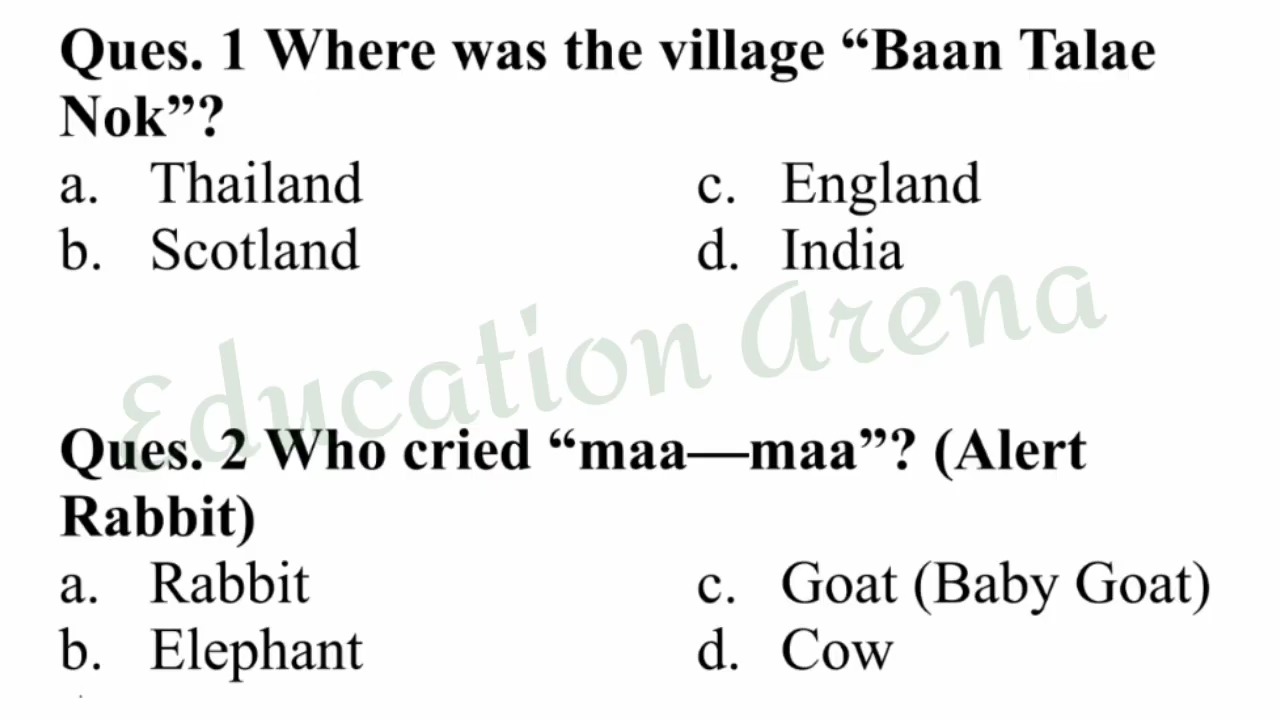 Ques. 1 Where was the village “Baan Talae
Nok”?
a. Thailand c. England
b. Scotland d. India
Education Arena
Ques. 2 Who cried “maa—maa”? (Alert
Rabbit)
a. Rabbit c. Goat (Baby Goat)
b. Elephant d. Cow